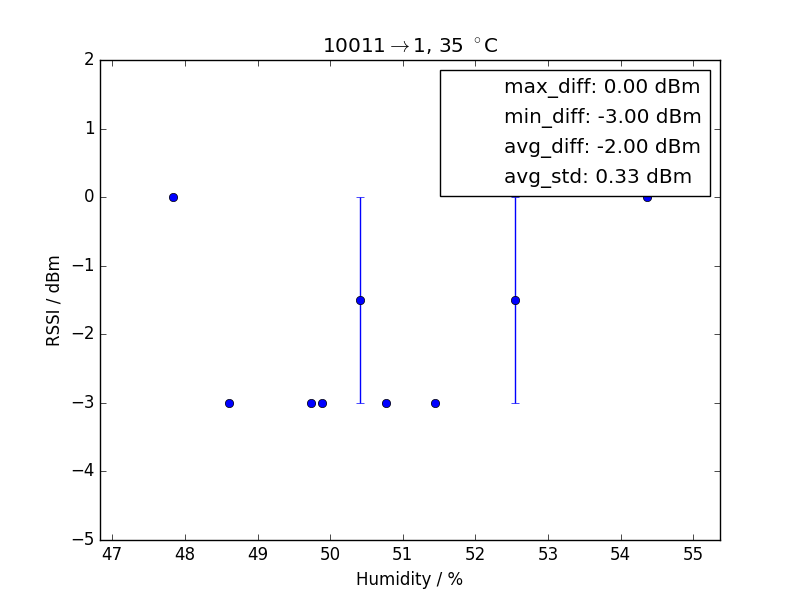 10011→1, 35 °C
max_diff: 0.00 dBm
min_diff: -3.00 dBm
avg_diff: -2.00 dBm
avg_std: 0.33 dBm
2
1
0
−1
−2
−3
−4
−5
RSSI / dBm
47 48 49 50 51 52 53 54 55
Humidity / %